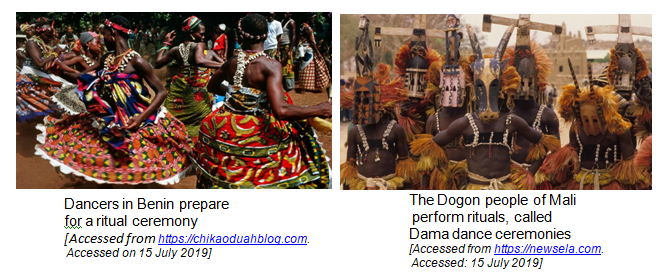 Dancers in Benin prepare
for a ritual ceremony
[Accessed from https://chikaoduahblog.com.
Accessed on 15 July 2019]
The Dogon people of Mali
perform rituals, called
Dama dance ceremonies
[Accessed from https://newsela.com.
Accessed: 15 July 2019]